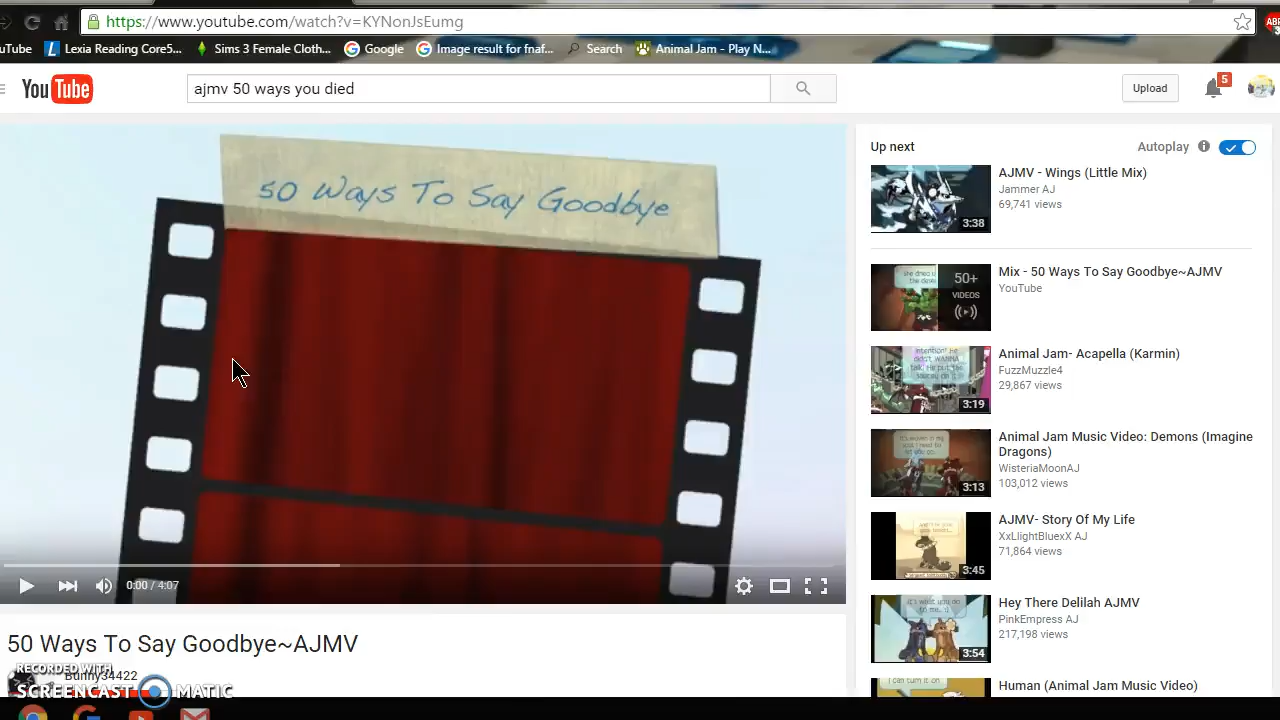 https://www.youtube.com/watch?v=KYNonJsEumg
uTube Lexia Reading Core5... Sims 3 Female Cloth... Google Image result for fnaf... Search Animal Jam - Play N...
YouTube
ajmv 50 ways you died
Upload
5
50 Ways To Say Goodbye
0:00 / 4:07
50 Ways To Say Goodbye~AJMV
Bunny34422
RECORDED WITH
SCREENCAST MATIC
Up next
Autoplay
AJMV - Wings (Little Mix)
Jammer AJ
69,741 views
3:38
Mix - 50 Ways To Say Goodbye~AJMV
YouTube
50+
VIDEOS
Animal Jam- Acapella (Karmin)
FuzzMuzzle4
29,867 views
3:19
Animal Jam Music Video: Demons (Imagine
Dragons)
WisteriaMoonAJ
103,012 views
3:13
AJMV- Story Of My Life
XxLlightBluexX AJ
71,864 views
3:45
Hey There Delilah AJMV
PinkEmpress AJ
217,198 views
3:54
Human (Animal Jam Music Video)
I can turn it on